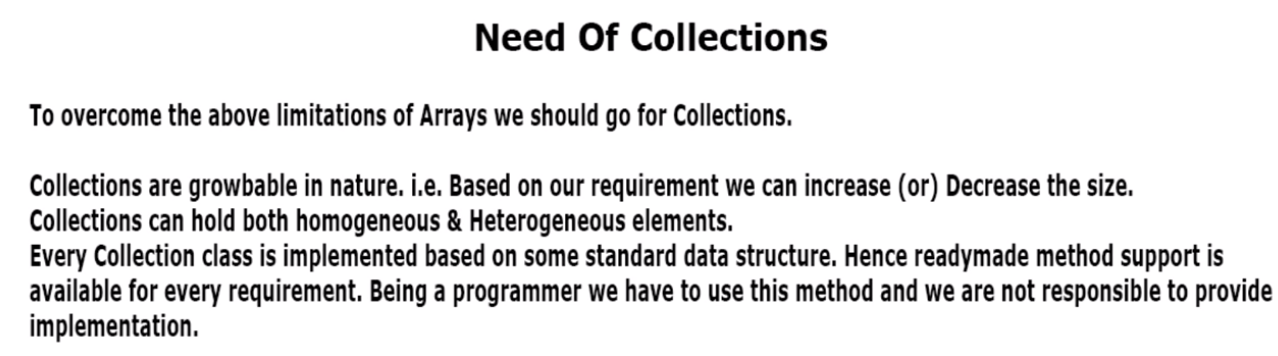 Need Of Collections
To overcome the above limitations of Arrays we should go for Collections.
Collections are growbable in nature. i.e. Based on our requirement we can increase (or) Decrease the size.
Collections can hold both homogeneous & Heterogeneous elements.
Every Collection class is implemented based on some standard data structure. Hence readymade method support is
available for every requirement. Being a programmer we have to use this method and we are not responsible to provide
implementation.